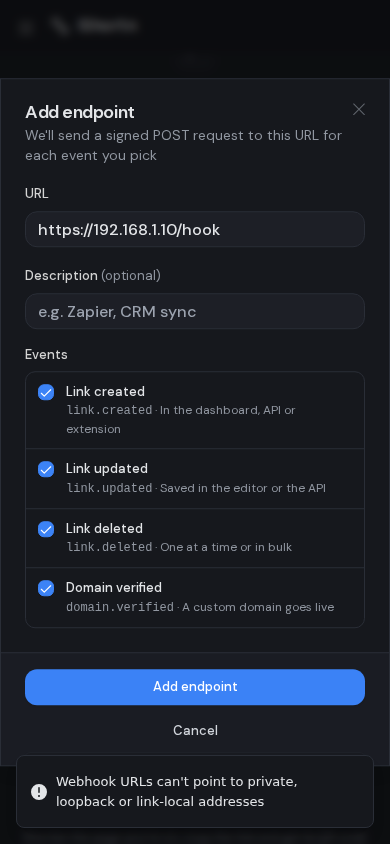 Add endpoint
We'll send a signed POST request to this URL for
each event you pick
URL
https://192.168.1.10/hook
Description (optional)
e.g. Zapier, CRM sync
Events
Link created
link.created · In the dashboard, API or
extension
Link updated
link.updated · Saved in the editor or the API
Link deleted
link.deleted · One at a time or in bulk
Domain verified
domain.verified · A custom domain goes live
Add endpoint
Cancel
Webhook URLs can't point to private,
loopback or link-local addresses